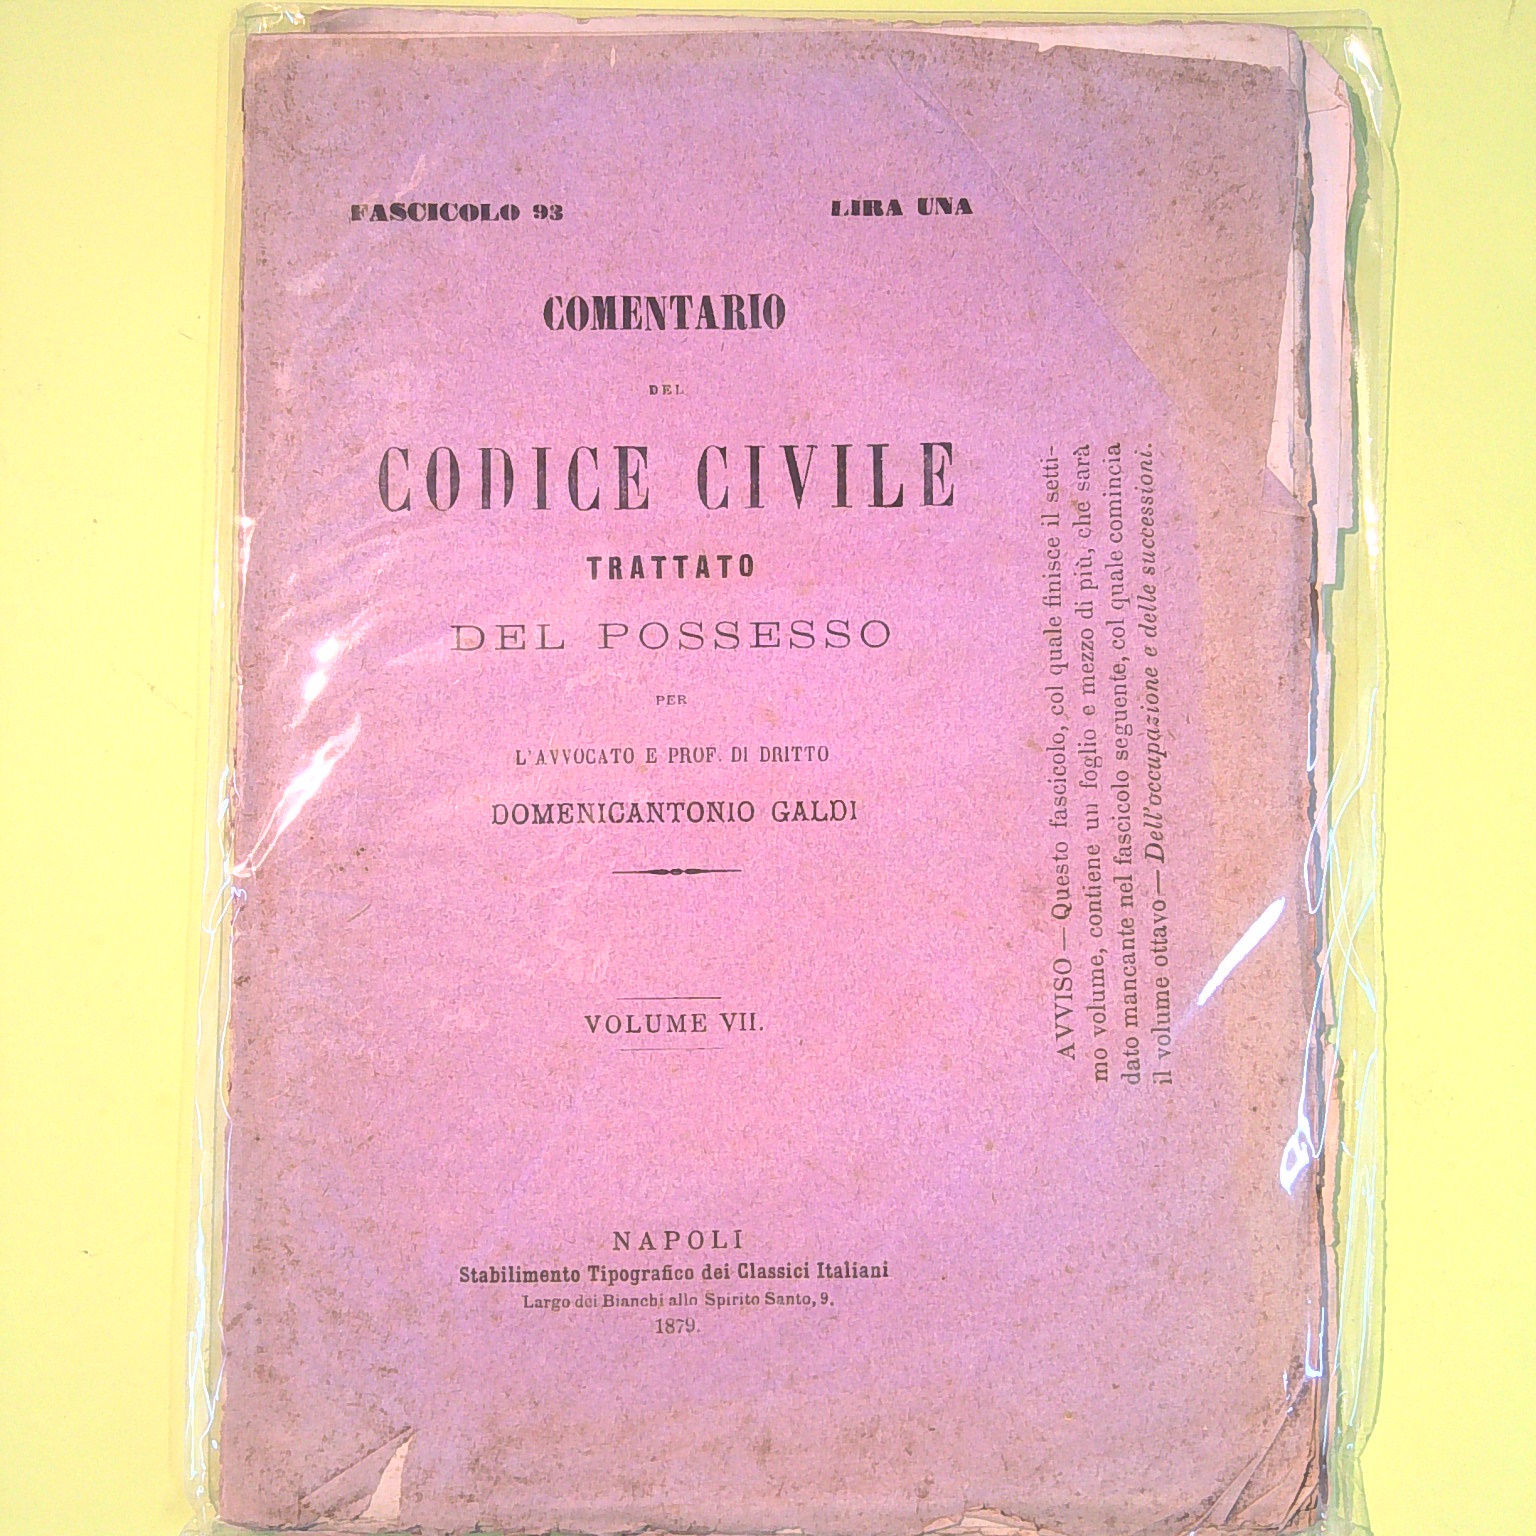 FASCICOLO 93
LIRA UNA
COMENTARIO
DEL
CODICE CIVILE
TRATTATO
DEL POSSESSO
PER
L'AVVOCATO E PROF. DI DRITTO
DOMENICANTONIO GALDI
VOLUME VII.
NAPOLI
Stabilimento Tipografico dei Classici Italiani
Largo dei Bianchi allo Spirito Santo, 9.
1879.
AVVISO — Questo fascicolo, col quale finisce il setti-
mo volume, contiene un foglio e mezzo di più, che sarà
dato mancante nel fascicolo seguente, col quale comincia
il volume ottavo — Dell'occupazione e delle successioni.